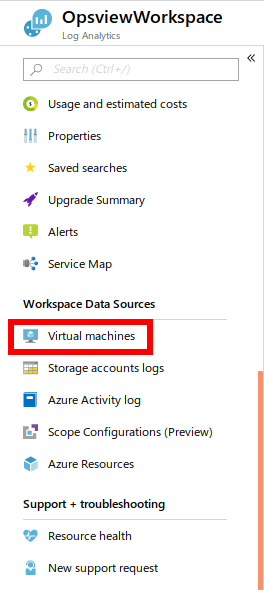 OpsviewWorkspace
Log Analytics
Search (Ctrl+/)
Usage and estimated costs
Properties
Saved searches
Upgrade Summary
Alerts
Service Map
Workspace Data Sources
Virtual machines
Storage accounts logs
Azure Activity log
Scope Configurations (Preview)
Azure Resources
Support + troubleshooting
Resource health
New support request